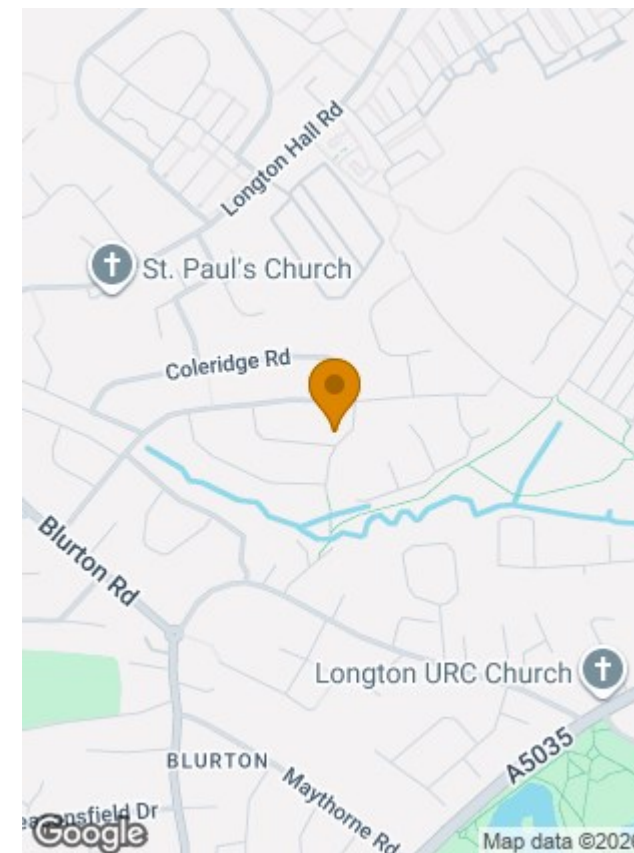 Longton Hall Rd
St. Paul's Church
Coleridge Rd
Blurton Rd
Longton URC Church
A5035
BLURTON
Maythorne Rd
Google
Map data ©2026